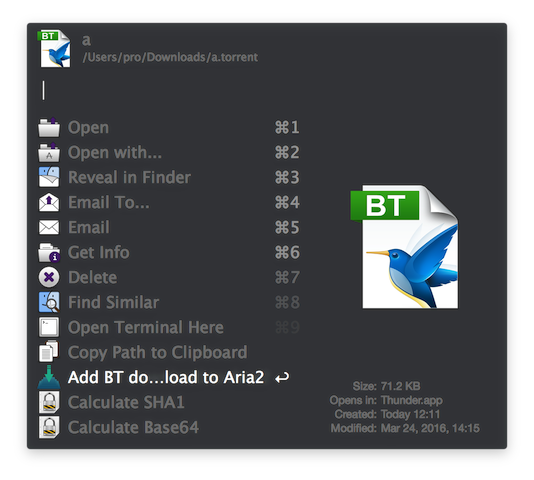 BT
a
/Users/pro/Downloads/a.torrent
Open ⌘1
A
Open with... ⌘2
Reveal in Finder ⌘3
Email To... ⌘4
Email ⌘5
Get Info ⌘6
Delete ⌘7
Find Similar ⌘8
Open Terminal Here ⌘9
Copy Path to Clipboard
Add BT do...load to Aria2 ↩
Calculate SHA1
Calculate Base64
BT
Size: 71.2 KB
Opens in: Thunder.app
Created: Today 12:11
Modified: Mar 24, 2016, 14:15